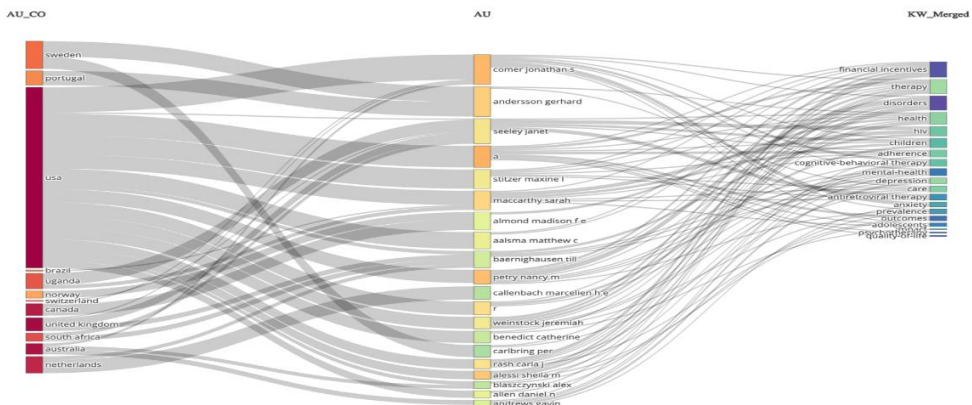 AU_CO
AU
KW_Merged
sweden
portugal
usa
brazil
uganda
norway
switzerland
canada
united kingdom
south africa
australia
netherlands
comer jonathan s
andersson gerhard
seeley janet
a
stitzer maxine l
maccarthy sarah
almond madison f e
aalsma matthew c
baernighausen till
petry nancy m
callenbach marcelien h e
r
weinstock jeremiah
benedict catherine
carlbring per
rash carla j
alessi sheila m
blaszczynski alex
allen daniel n
andrews gavin
financial incentives
therapy
disorders
health
hiv
children
adherence
cognitive-behavioral therapy
mental-health
depression
care
antiretroviral therapy
anxiety
prevalence
outcomes
adolescents
psychotherapy
quality-of-life